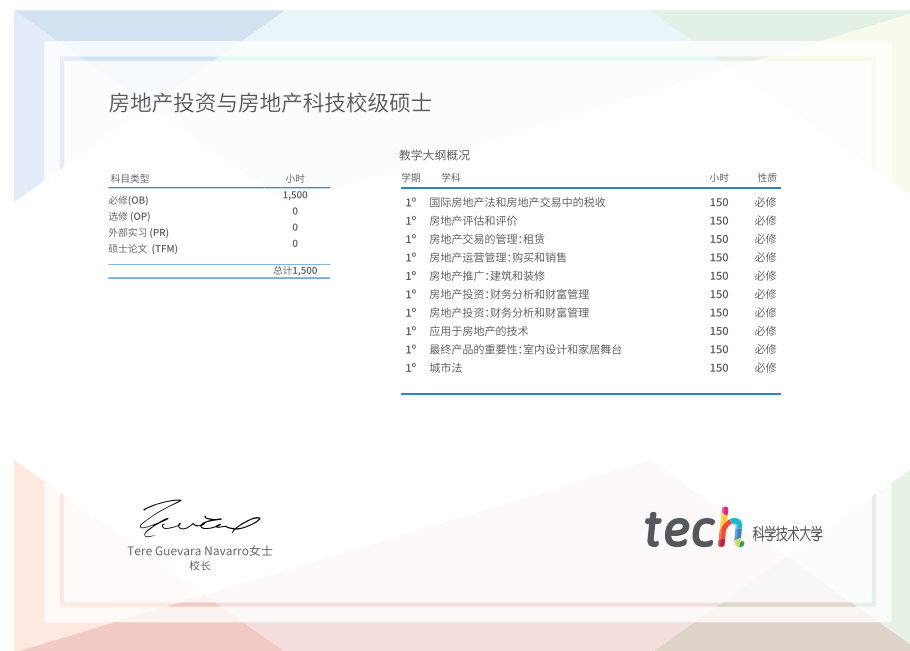 房地产投资与房地产科技校级硕士
科目类型 小时
必修(OB) 1,500
选修 (OP) 0
外部实习 (PR) 0
硕士论文 (TFM) 0
总计1,500
教学大纲概况
学期 学科 小时 性质
1º 国际房地产法和房地产交易中的税收 150 必修
1º 房地产评估和评价 150 必修
1º 房地产交易的管理:租赁 150 必修
1º 房地产运营管理:购买和销售 150 必修
1º 房地产推广:建筑和装修 150 必修
1º 房地产投资:财务分析和财富管理 150 必修
1º 房地产投资:财务分析和财富管理 150 必修
1º 应用于房地产的技术 150 必修
1º 最终产品的重要性:室内设计和家居舞台 150 必修
1º 城市法 150 必修
Tere Guevara Navarro女士
校长
tech 科学技术大学